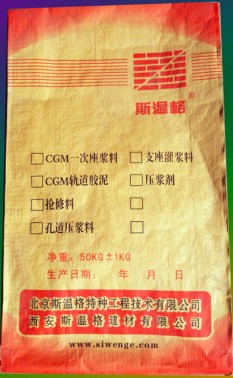 斯温格®
□CGM一次座浆料 □支座灌浆料
□CGM轨道胶泥 □压浆剂
□抢修料 □
□孔道压浆料 □
净重：50KG±1KG
生产日期： 年 月 日
北京斯温格特种工程技术有限公司
西安斯温格建材有限公司
www.siwenge.com